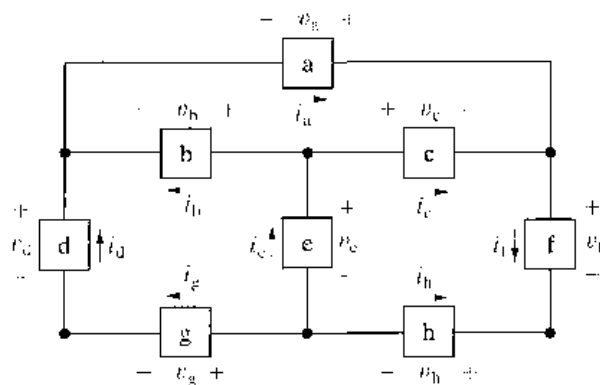 − v_a +
a
i_a
− v_b + + v_c −
b c
i_b i_c
+ + +
v_d d i_d i_e e v_e i_f f v_f
− − −
i_g i_h
g h
− v_g + − v_h +